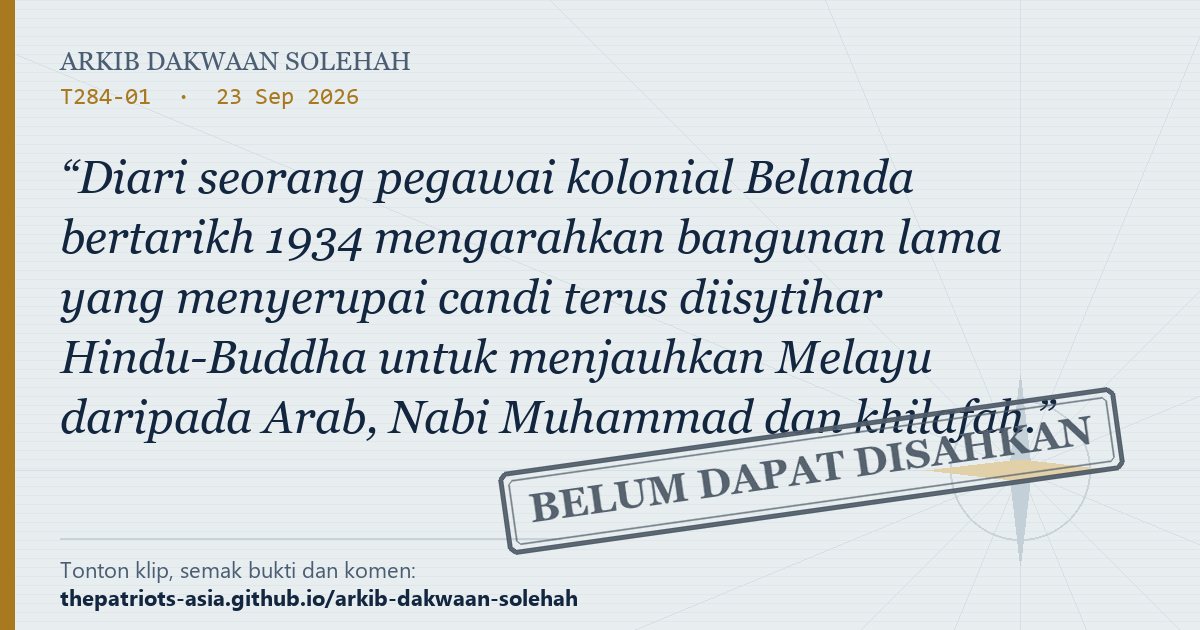 ARKIB DAKWAAN SOLEHAH
T284-01 · 23 Sep 2026
“Diari seorang pegawai kolonial Belanda
bertarikh 1934 mengarahkan bangunan lama
yang menyerupai candi terus diisytihar
Hindu-Buddha untuk menjauhkan Melayu
daripada Arab, Nabi Muhammad dan khilafah.”
BELUM DAPAT DISAHKAN
Tonton klip, semak bukti dan komen:
thepatriots-asia.github.io/arkib-dakwaan-solehah